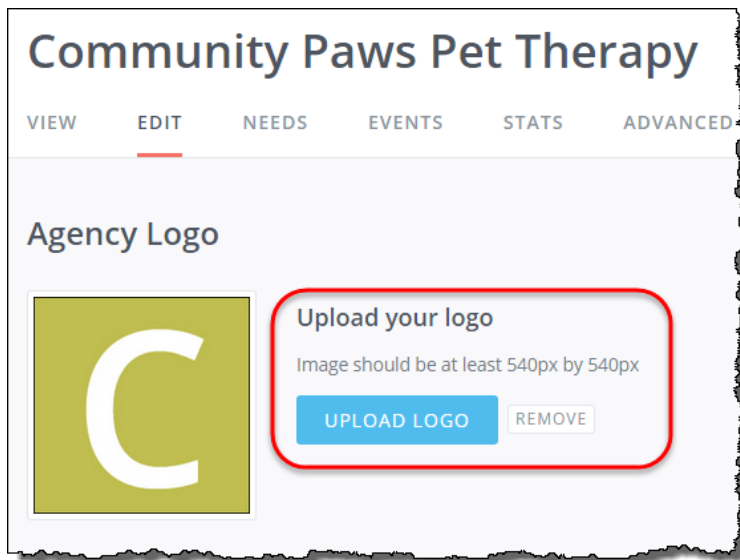 Community Paws Pet Therapy
VIEW EDIT NEEDS EVENTS STATS ADVANCED
Agency Logo
C
Upload your logo
Image should be at least 540px by 540px
UPLOAD LOGO REMOVE